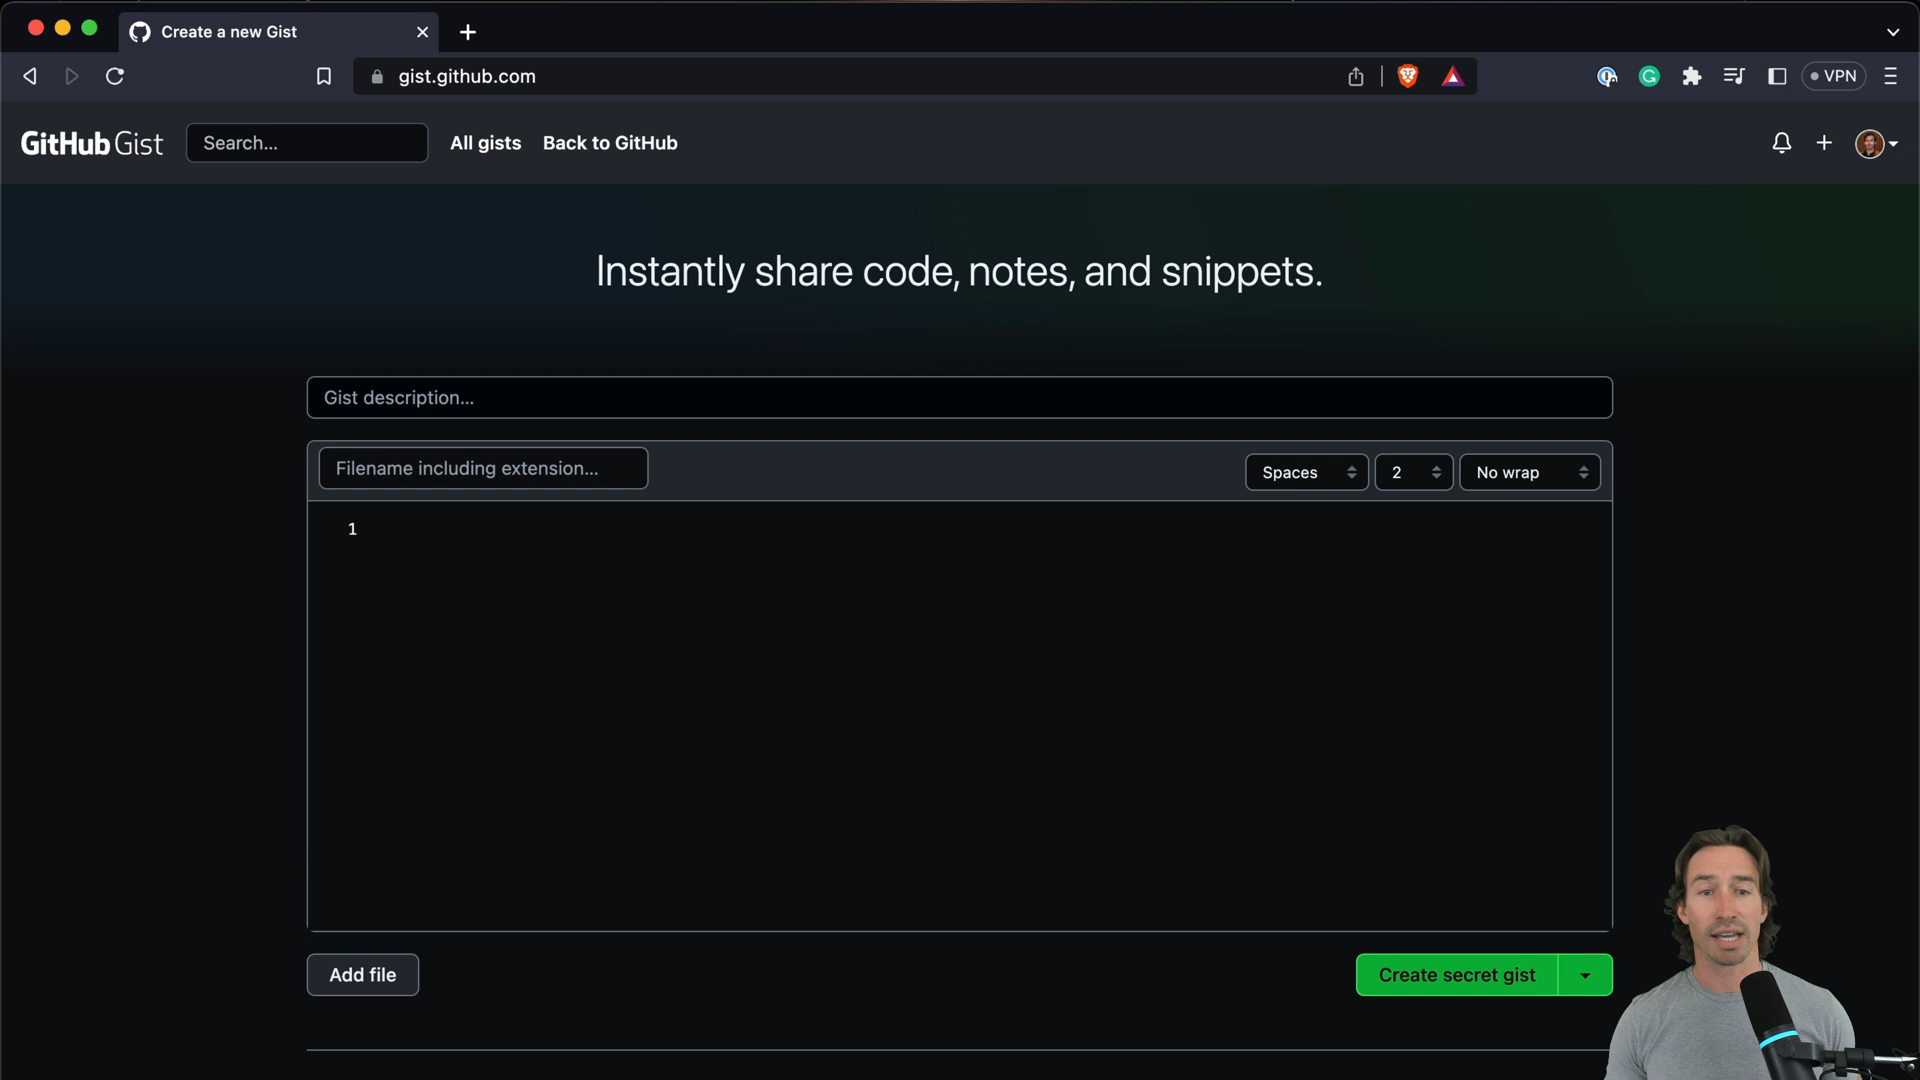 Create a new Gist
gist.github.com
VPN
GitHub Gist
Search...
All gists
Back to GitHub
Instantly share code, notes, and snippets.
Gist description...
Filename including extension...
Spaces
2
No wrap
1
Add file
Create secret gist